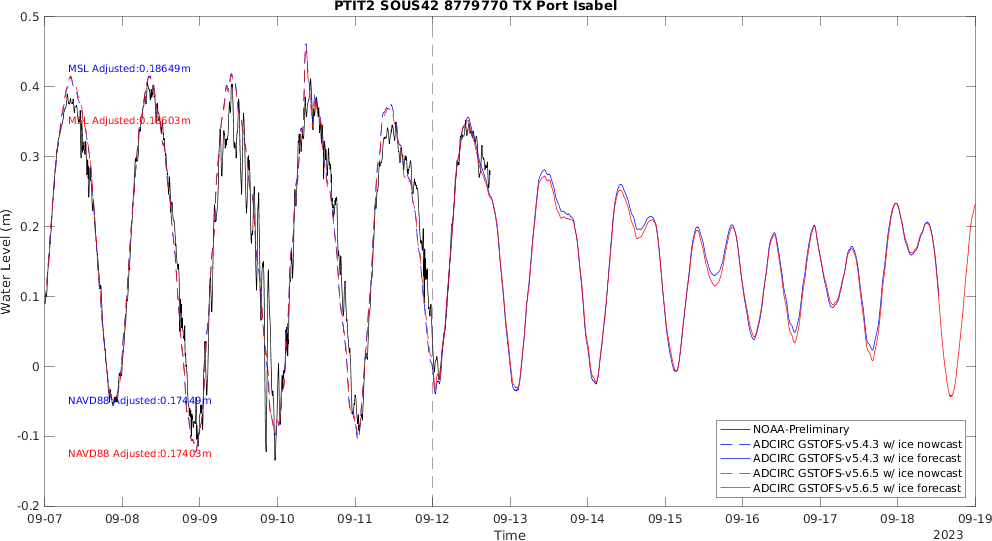 PTIT2 SOUS42 8779770 TX Port Isabel
0.5
0.4
0.3
0.2
0.1
0
-0.1
-0.2
Water Level (m)
MSL Adjusted:0.18649m
MSL Adjusted:0.18603m
NAVD88 Adjusted:0.17449m
NAVD88 Adjusted:0.17403m
NOAA-Preliminary
ADCIRC GSTOFS-v5.4.3 w/ ice nowcast
ADCIRC GSTOFS-v5.4.3 w/ ice forecast
ADCIRC GSTOFS-v5.6.5 w/ ice nowcast
ADCIRC GSTOFS-v5.6.5 w/ ice forecast
09-07 09-08 09-09 09-10 09-11 09-12 09-13 09-14 09-15 09-16 09-17 09-18 09-19
Time
2023